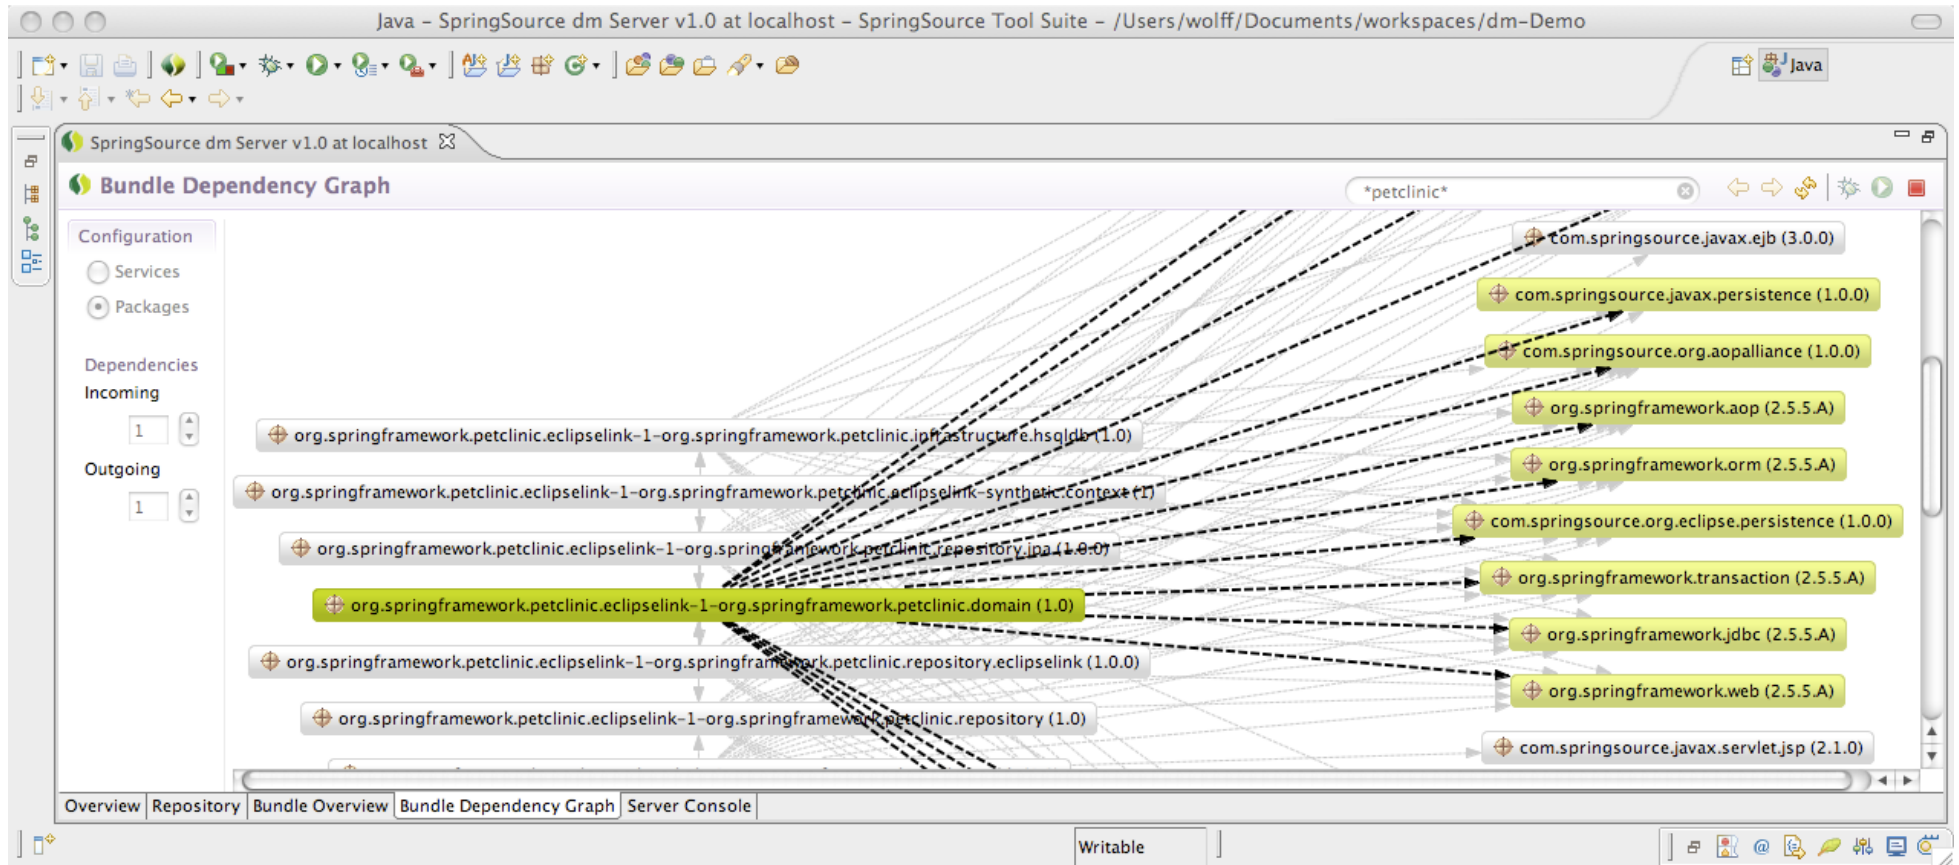 Java – SpringSource dm Server v1.0 at localhost – SpringSource Tool Suite – /Users/wolff/Documents/workspaces/dm-Demo
Java
SpringSource dm Server v1.0 at localhost
Bundle Dependency Graph
*petclinic*
Configuration
Services
Packages
Dependencies
Incoming
1
Outgoing
1
com.springsource.javax.ejb (3.0.0)
com.springsource.javax.persistence (1.0.0)
com.springsource.org.aopalliance (1.0.0)
org.springframework.aop (2.5.5.A)
org.springframework.petclinic.eclipselink-1-org.springframework.petclinic.infrastructure.hsqldb (1.0)
org.springframework.orm (2.5.5.A)
org.springframework.petclinic.eclipselink-1-org.springframework.petclinic.eclipselink-synthetic.context (1)
com.springsource.org.eclipse.persistence (1.0.0)
org.springframework.petclinic.eclipselink-1-org.springframework.petclinic.repository.jpa (1.0.0)
org.springframework.transaction (2.5.5.A)
org.springframework.petclinic.eclipselink-1-org.springframework.petclinic.domain (1.0)
org.springframework.jdbc (2.5.5.A)
org.springframework.petclinic.eclipselink-1-org.springframework.petclinic.repository.eclipselink (1.0.0)
org.springframework.web (2.5.5.A)
org.springframework.petclinic.eclipselink-1-org.springframework.petclinic.repository (1.0)
com.springsource.javax.servlet.jsp (2.1.0)
Overview Repository Bundle Overview Bundle Dependency Graph Server Console
Writable